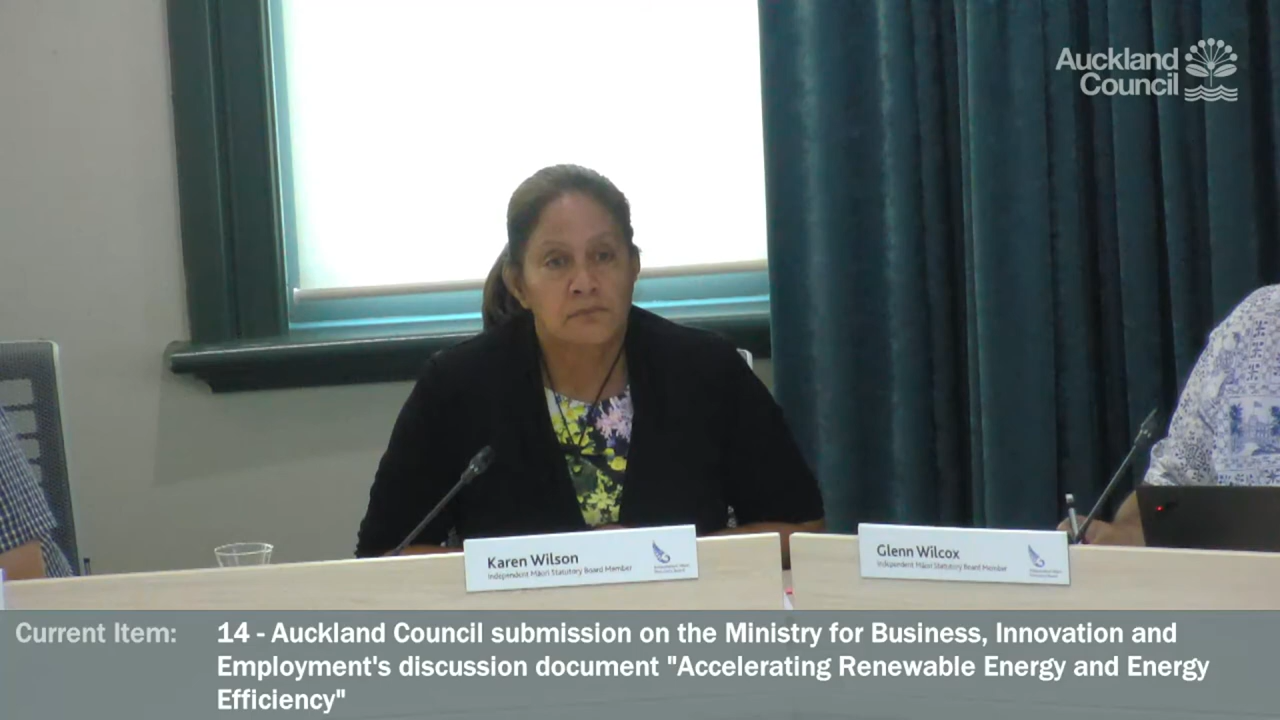 Auckland
Council
Karen Wilson
Independent Māori Statutory Board Member
Glenn Wilcox
Independent Māori Statutory Board Member
Current Item:
14 - Auckland Council submission on the Ministry for Business, Innovation and
Employment's discussion document "Accelerating Renewable Energy and Energy
Efficiency"